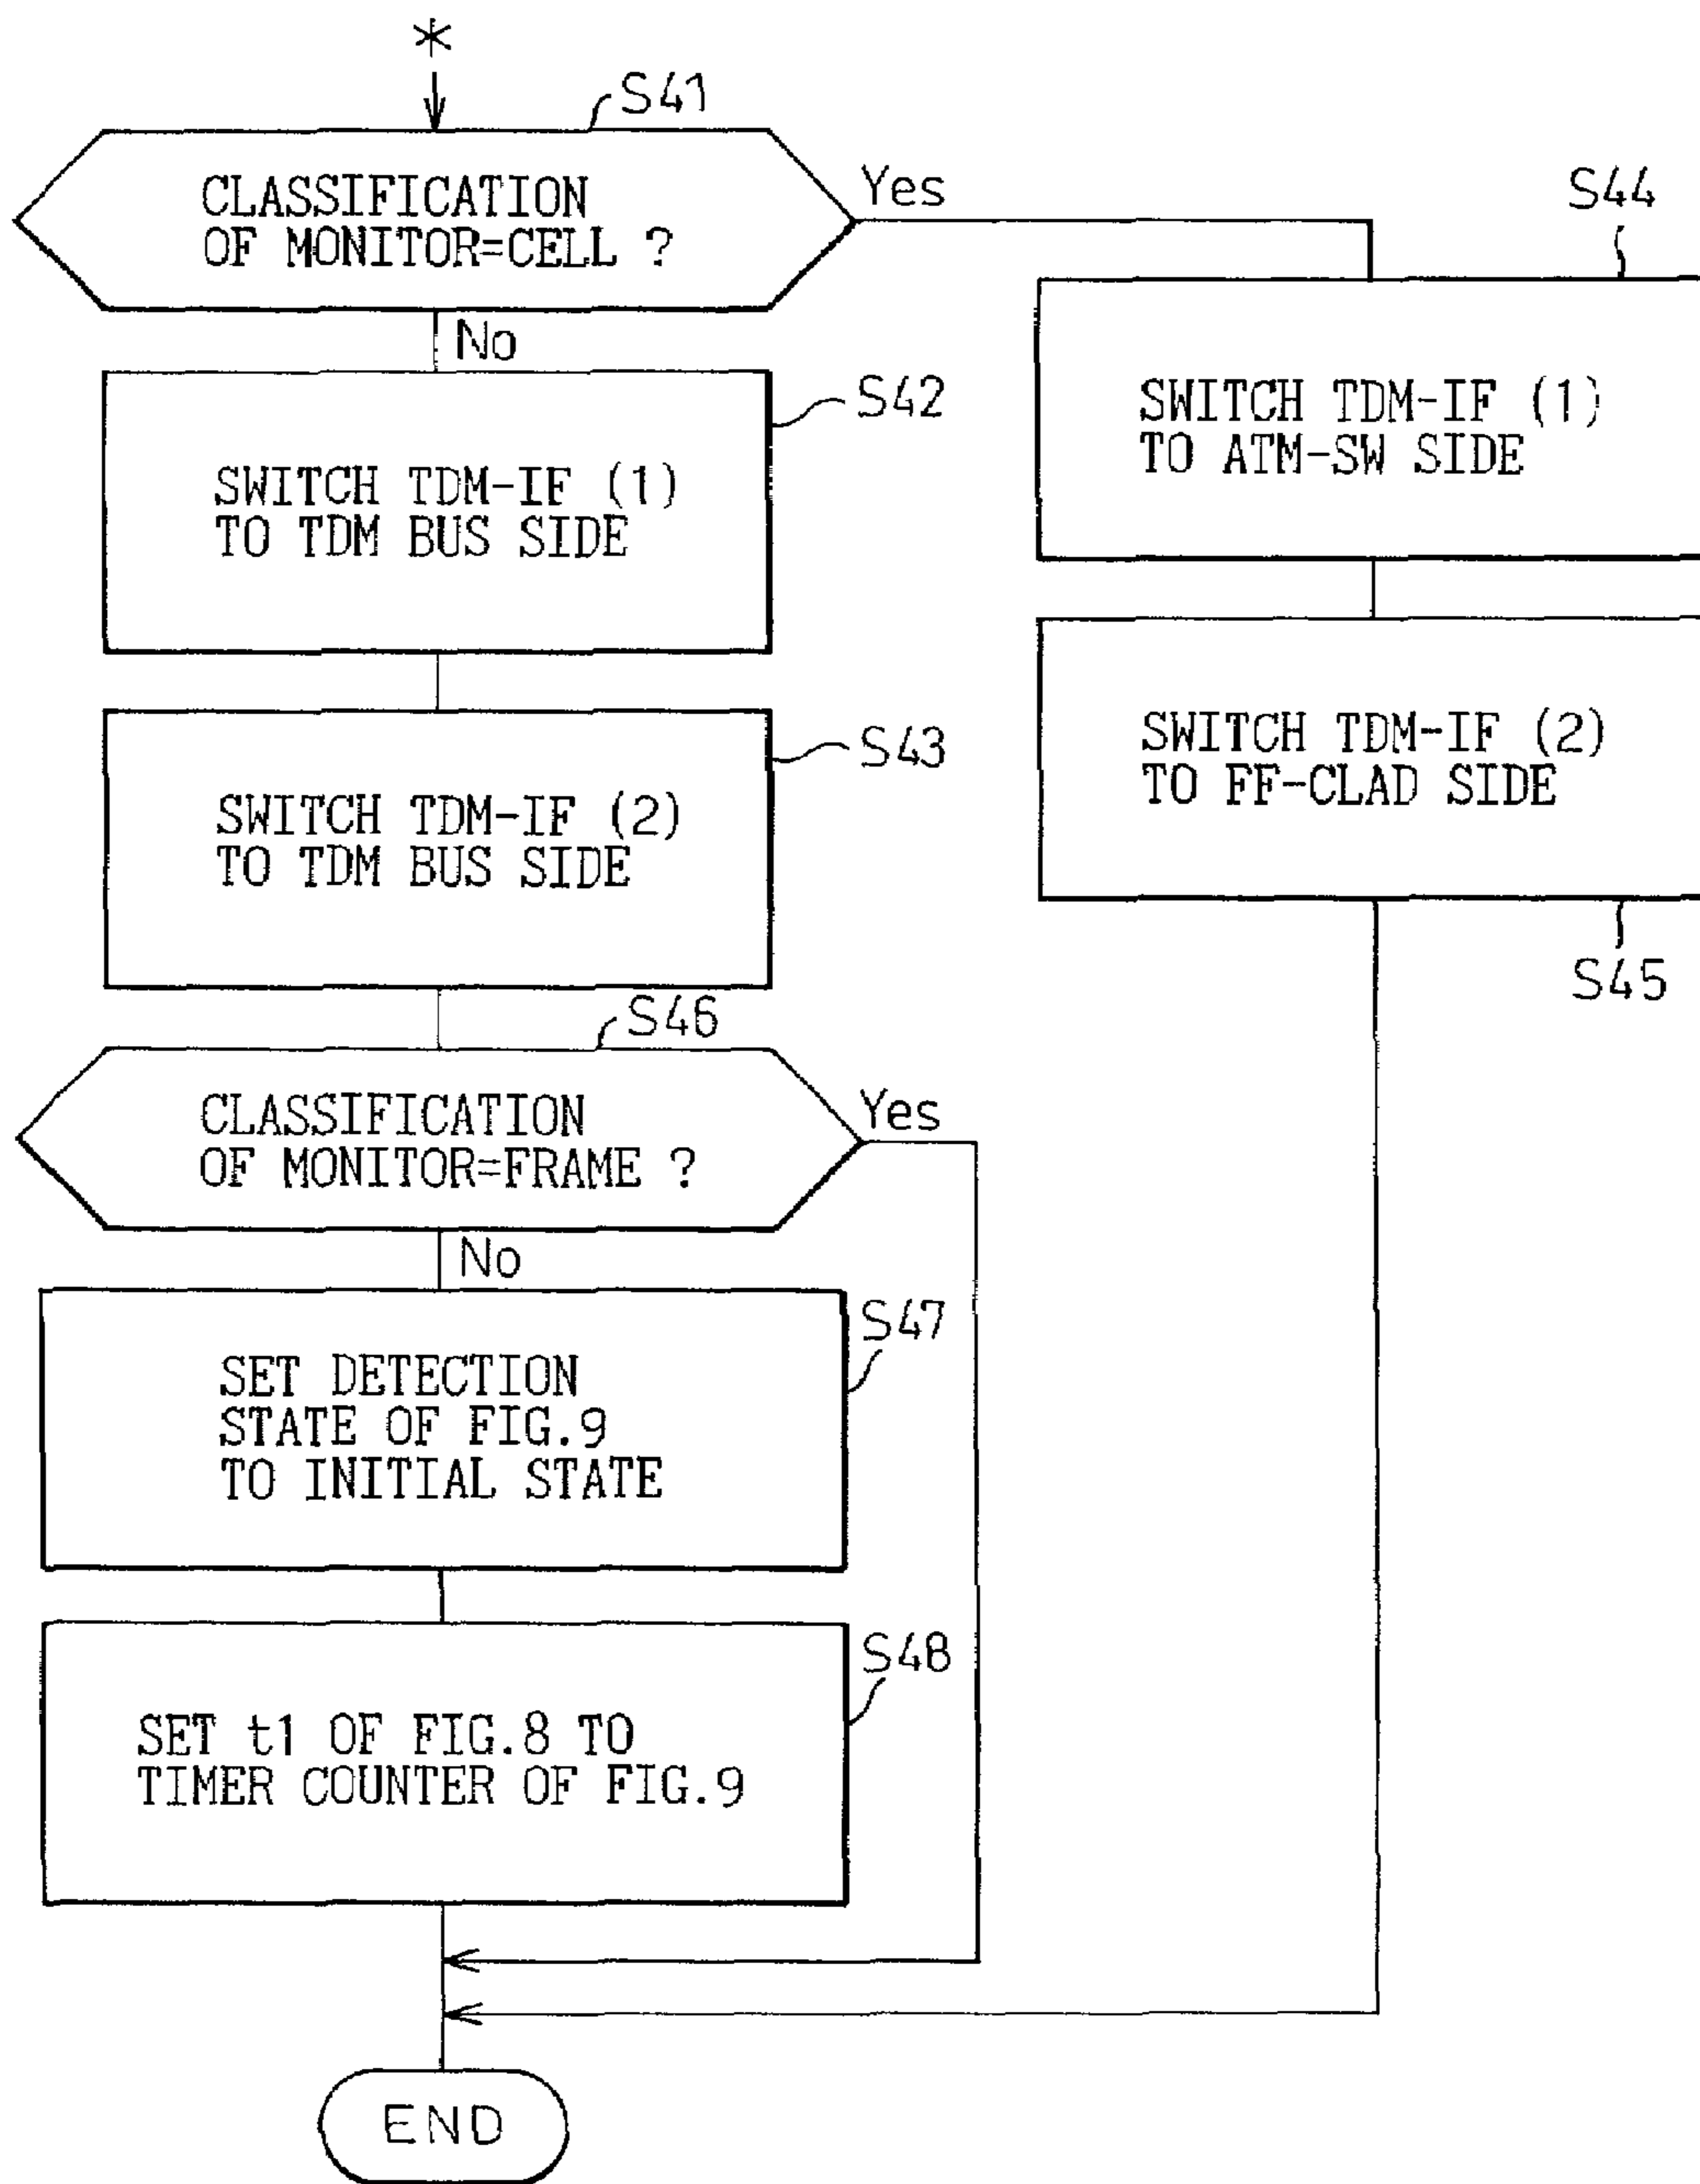 *
S41
CLASSIFICATION
OF MONITOR=CELL ?
Yes
No
S44
SWITCH TDM-IF (1)
TO ATM-SW SIDE
S42
SWITCH TDM-IF (1)
TO TDM BUS SIDE
S43
SWITCH TDM-IF (2)
TO TDM BUS SIDE
SWITCH TDM-IF (2)
TO FF-CLAD SIDE
S45
S46
CLASSIFICATION
OF MONITOR=FRAME ?
Yes
No
S47
SET DETECTION
STATE OF FIG.9
TO INITIAL STATE
S48
SET t1 OF FIG.8 TO
TIMER COUNTER OF FIG.9
END